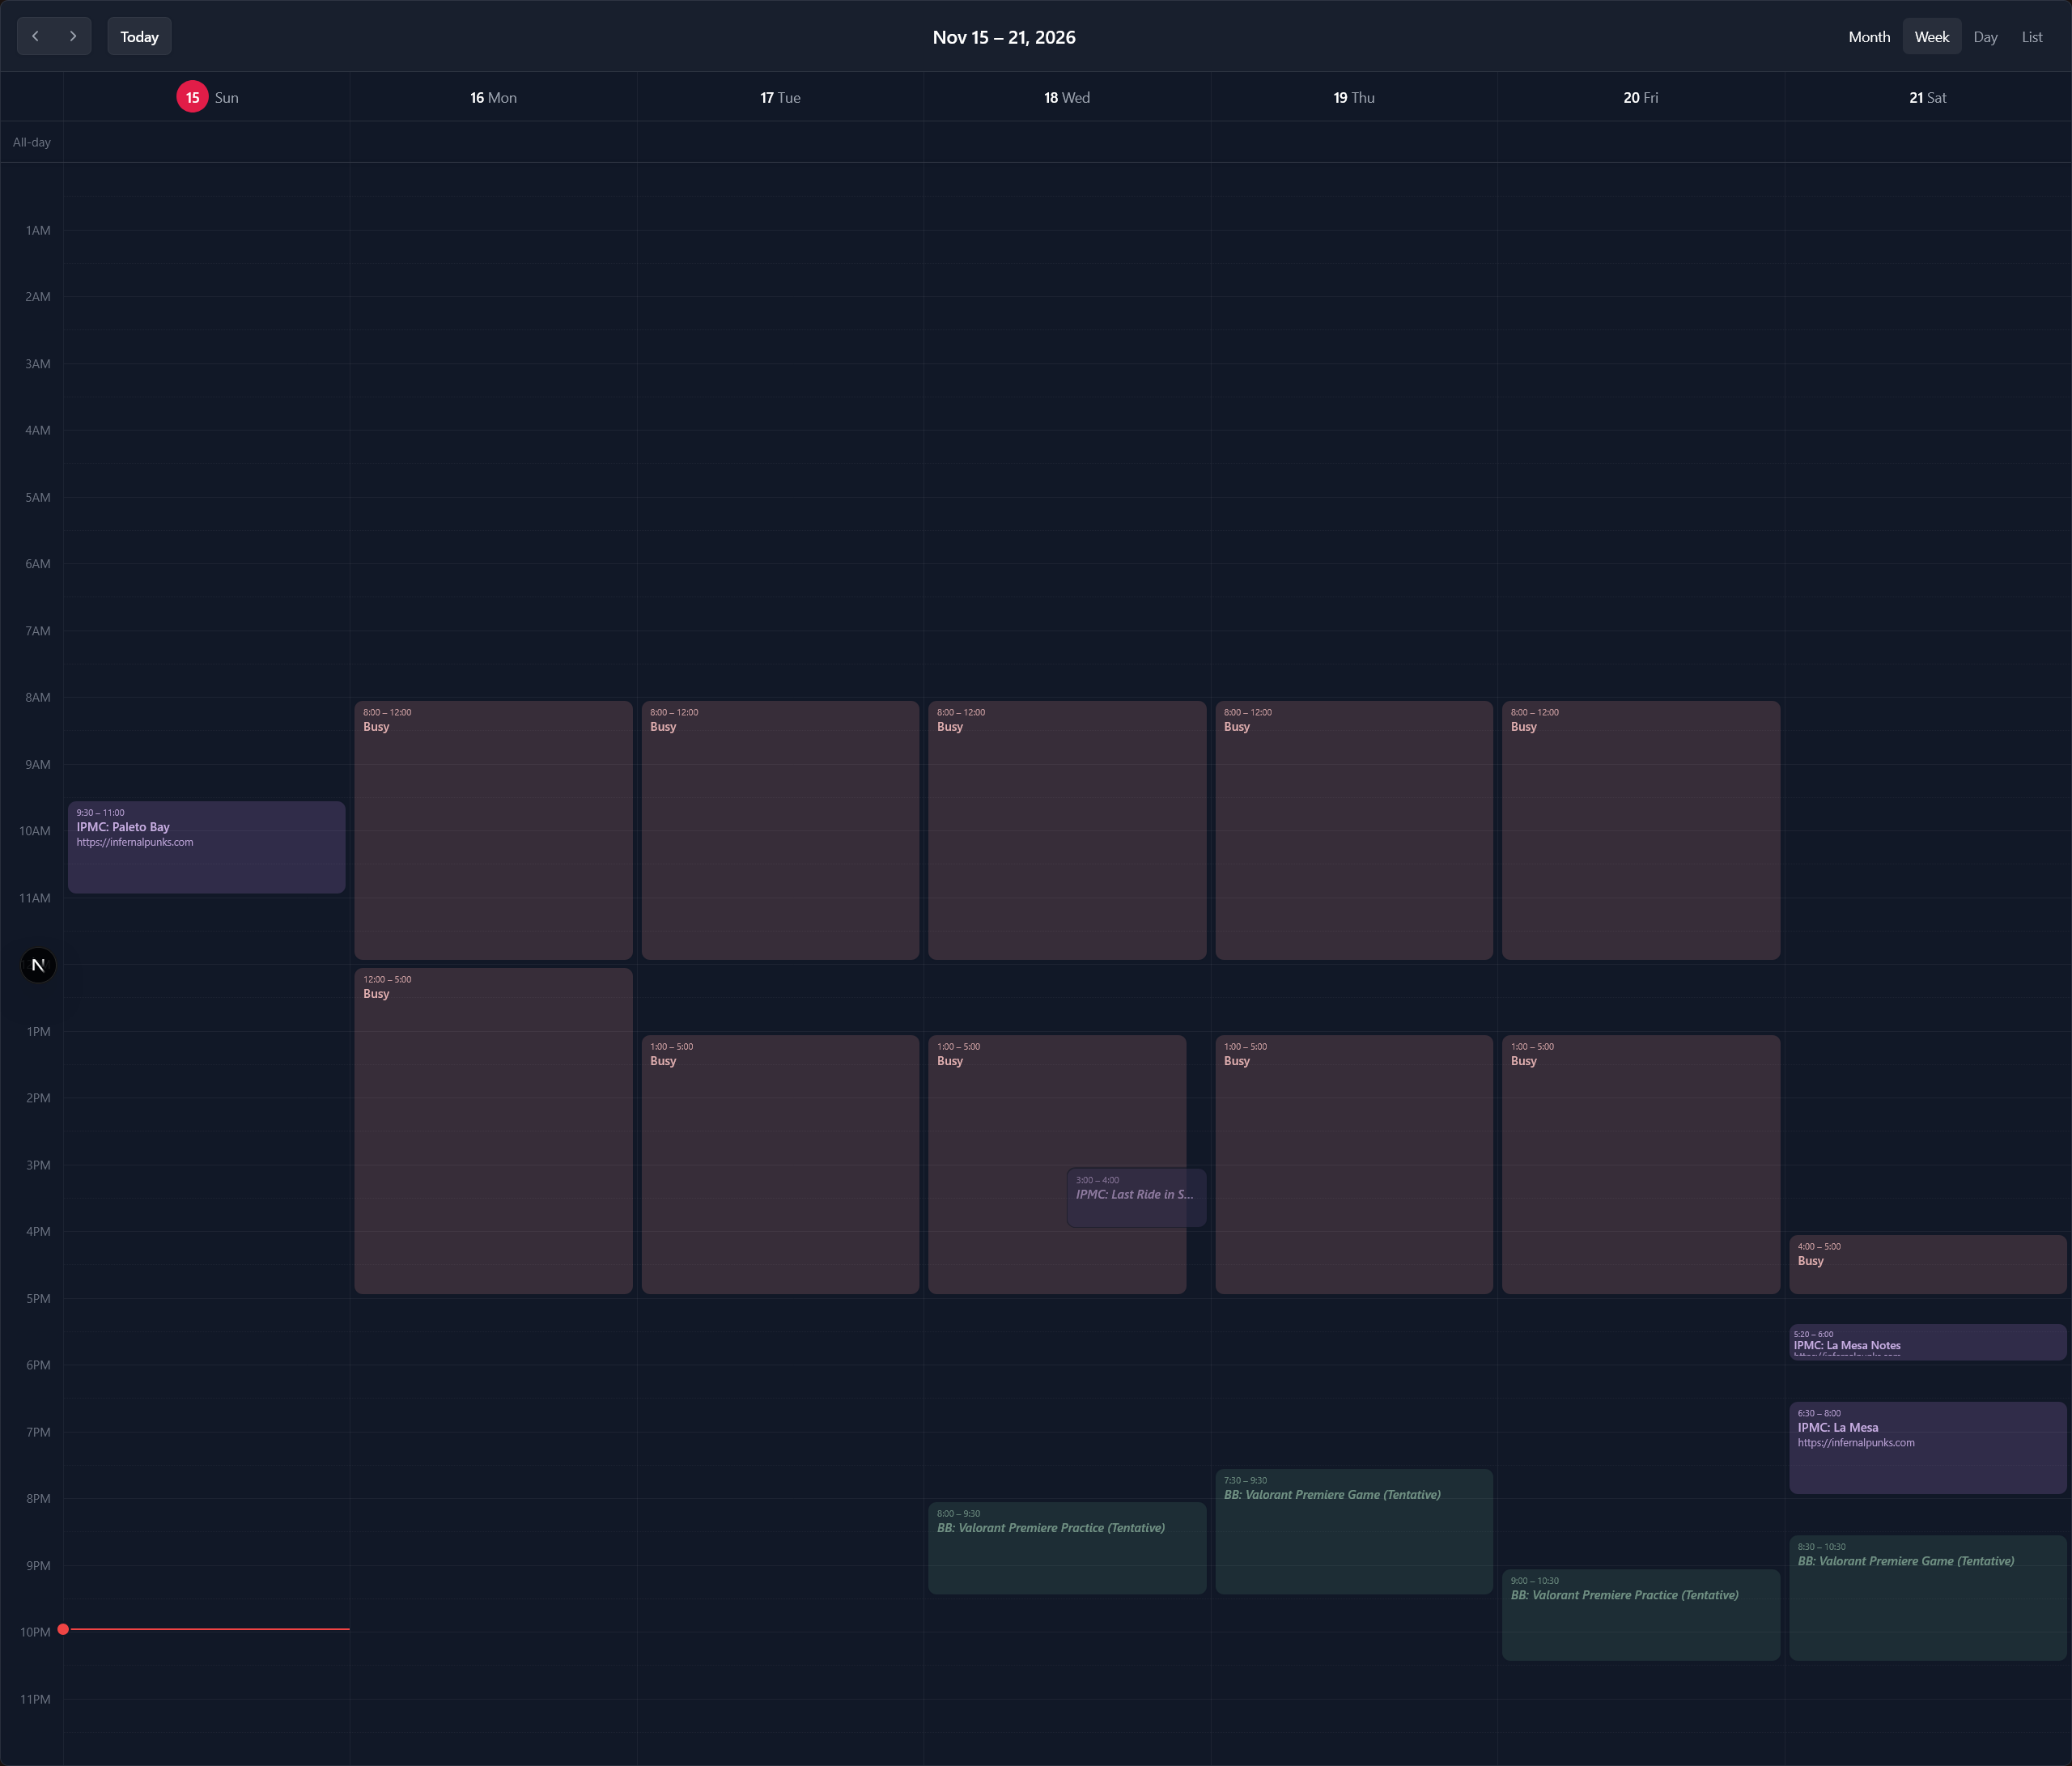 Today
Nov 15 – 21, 2026
Month
Week
Day
List
15 Sun
16 Mon
17 Tue
18 Wed
19 Thu
20 Fri
21 Sat
All-day
1AM
2AM
3AM
4AM
5AM
6AM
7AM
8AM
9AM
10AM
11AM
N
1PM
2PM
3PM
4PM
5PM
6PM
7PM
8PM
9PM
10PM
11PM
9:30 – 11:00
IPMC: Paleto Bay
https://infernalpunks.com
8:00 – 12:00
Busy
12:00 – 5:00
Busy
8:00 – 12:00
Busy
1:00 – 5:00
Busy
8:00 – 12:00
Busy
1:00 – 5:00
Busy
3:00 – 4:00
IPMC: Last Ride in S...
8:00 – 9:30
BB: Valorant Premiere Practice (Tentative)
8:00 – 12:00
Busy
1:00 – 5:00
Busy
7:30 – 9:30
BB: Valorant Premiere Game (Tentative)
8:00 – 12:00
Busy
1:00 – 5:00
Busy
9:00 – 10:30
BB: Valorant Premiere Practice (Tentative)
4:00 – 5:00
Busy
5:20 – 6:00
IPMC: La Mesa Notes
6:30 – 8:00
IPMC: La Mesa
https://infernalpunks.com
8:30 – 10:30
BB: Valorant Premiere Game (Tentative)